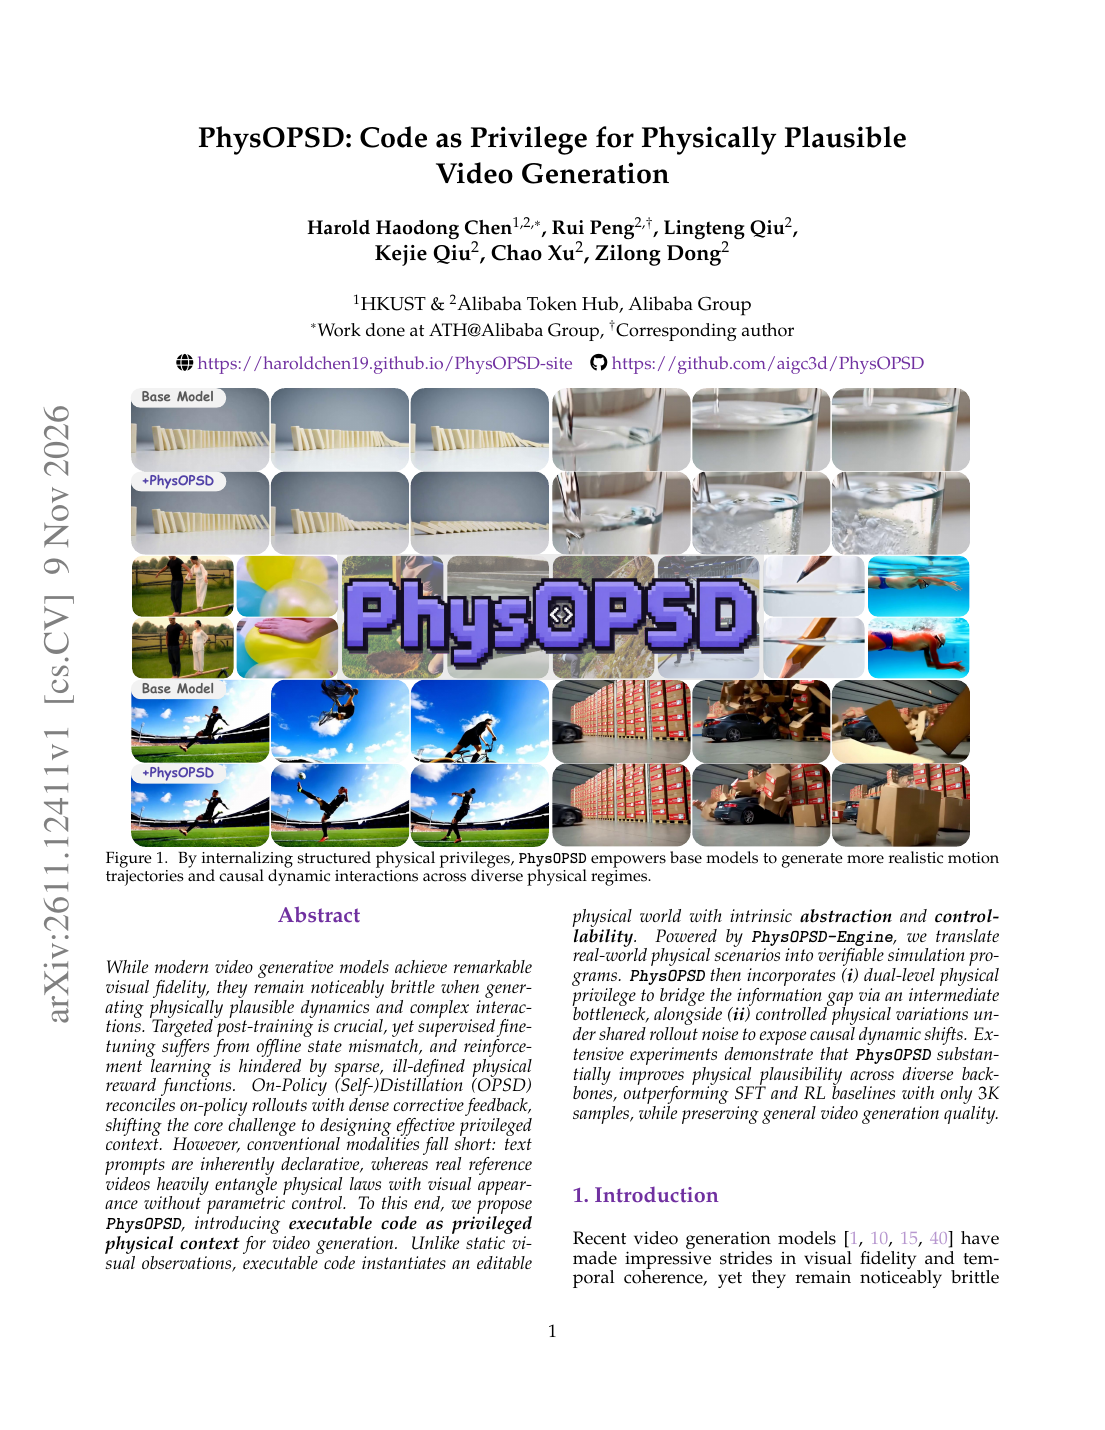 PhysOPSD: Code as Privilege for Physically Plausible
Video Generation
Harold Haodong Chen1,2,*, Rui Peng2,†, Lingteng Qiu2,
Kejie Qiu2, Chao Xu2, Zilong Dong2
1HKUST & 2Alibaba Token Hub, Alibaba Group
*Work done at ATH@Alibaba Group, †Corresponding author
https://haroldchen19.github.io/PhysOPSD-site https://github.com/aigc3d/PhysOPSD
Base Model
+PhysOPSD
PhysOPSD
Base Model
+PhysOPSD
Figure 1. By internalizing structured physical privileges, PhysOPSD empowers base models to generate more realistic motion
trajectories and causal dynamic interactions across diverse physical regimes.
Abstract
While modern video generative models achieve remarkable
visual fidelity, they remain noticeably brittle when gener-
ating physically plausible dynamics and complex interac-
tions. Targeted post-training is crucial, yet supervised fine-
tuning suffers from offline state mismatch, and reinforce-
ment learning is hindered by sparse, ill-defined physical
reward functions. On-Policy (Self-)Distillation (OPSD)
reconciles on-policy rollouts with dense corrective feedback,
shifting the core challenge to designing effective privileged
context. However, conventional modalities fall short: text
prompts are inherently declarative, whereas real reference
videos heavily entangle physical laws with visual appear-
ance without parametric control. To this end, we propose
PhysOPSD, introducing executable code as privileged
physical context for video generation. Unlike static vi-
sual observations, executable code instantiates an editable
physical world with intrinsic abstraction and control-
lability. Powered by PhysOPSD-Engine, we translate
real-world physical scenarios into verifiable simulation pro-
grams. PhysOPSD then incorporates (i) dual-level physical
privilege to bridge the information gap via an intermediate
bottleneck, alongside (ii) controlled physical variations un-
der shared rollout noise to expose causal dynamic shifts. Ex-
tensive experiments demonstrate that PhysOPSD substan-
tially improves physical plausibility across diverse back-
bones, outperforming SFT and RL baselines with only 3K
samples, while preserving general video generation quality.
1. Introduction
Recent video generation models [1, 10, 15, 40] have
made impressive strides in visual fidelity and tem-
poral coherence, yet they remain noticeably brittle
1
arXiv:2611.12411v1 [cs.CV] 9 Nov 2026